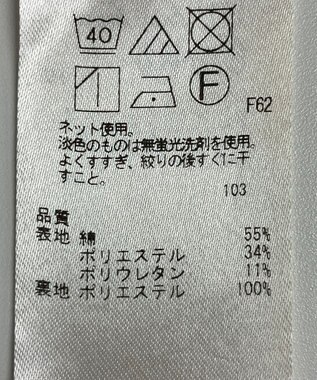 40
F
F62
ネット使用。
淡色のものは無蛍光洗剤を使用。
よくすすぎ、絞りの後すぐに干
すこと。
103
品質
表地 綿 55%
ポリエステル 34%
ポリウレタン 11%
裏地 ポリエステル 100%